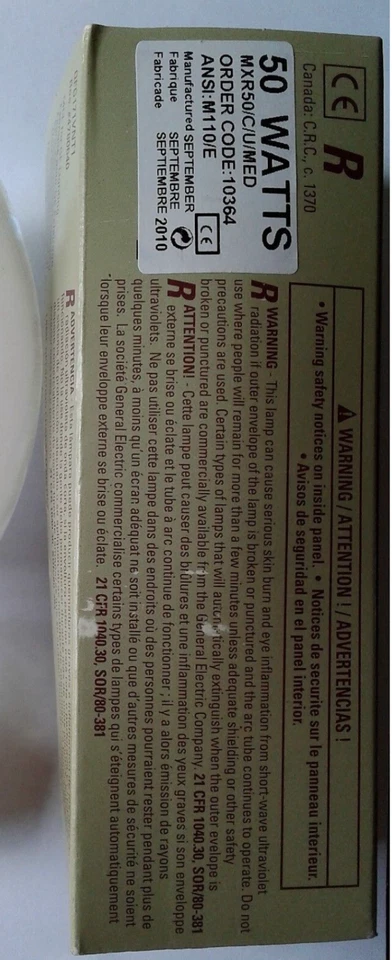 CE
R
Canada: C.R.C., c. 1370
50 WATTS
MXR50/C/U/MED
ORDER CODE:10364
ANSI:M110/E
CE
Manufactured SEPTEMBER
Fabrique SEPTEMBRE
Fabricade SEPTIEMBRE 2010
⚠ WARNING / ATTENTION ! / ADVERTENCIAS !
• Warning safety notices on inside panel. • Notices de securite sur le panneau interieur.
• Avisos de seguridad en el panel interior.
R WARNING - This lamp can cause serious skin burn and eye inflammation from short-wave ultraviolet
radiation if outer envelope of the lamp is broken or punctured and the arc tube continues to operate. Do not
use where people will remain for more than a few minutes unless adequate shielding or other safety
precautions are used. Certain types of lamps that will automatically extinguish when the outer evelope is
broken or punctured are commercially available from the General Electric Company. 21 CFR 1040.30, SOR/80-381
R ATTENTION! - Cette lampe peut causer des brûlures et une inflammation des yeux graves si son enveloppe
externe se brise ou éclate et le tube à arc continue de fonctionner ; il y a alors émission de rayons
ultraviolets. Ne pas utiliser cette lampe dans des endroits où des personnes pourraient rester pendant plus de
quelques minutes, à moins qu'un écran adéquat ne soit installé ou que d'autres mesures de sécurité ne soient
prises. La société General Electric commercialise certains types de lampes qui s'éteignent automatiquement
lorsque leur enveloppe externe se brise ou éclate. 21 CFR 1040.30, SOR/80-381
R ADVERTENCIA